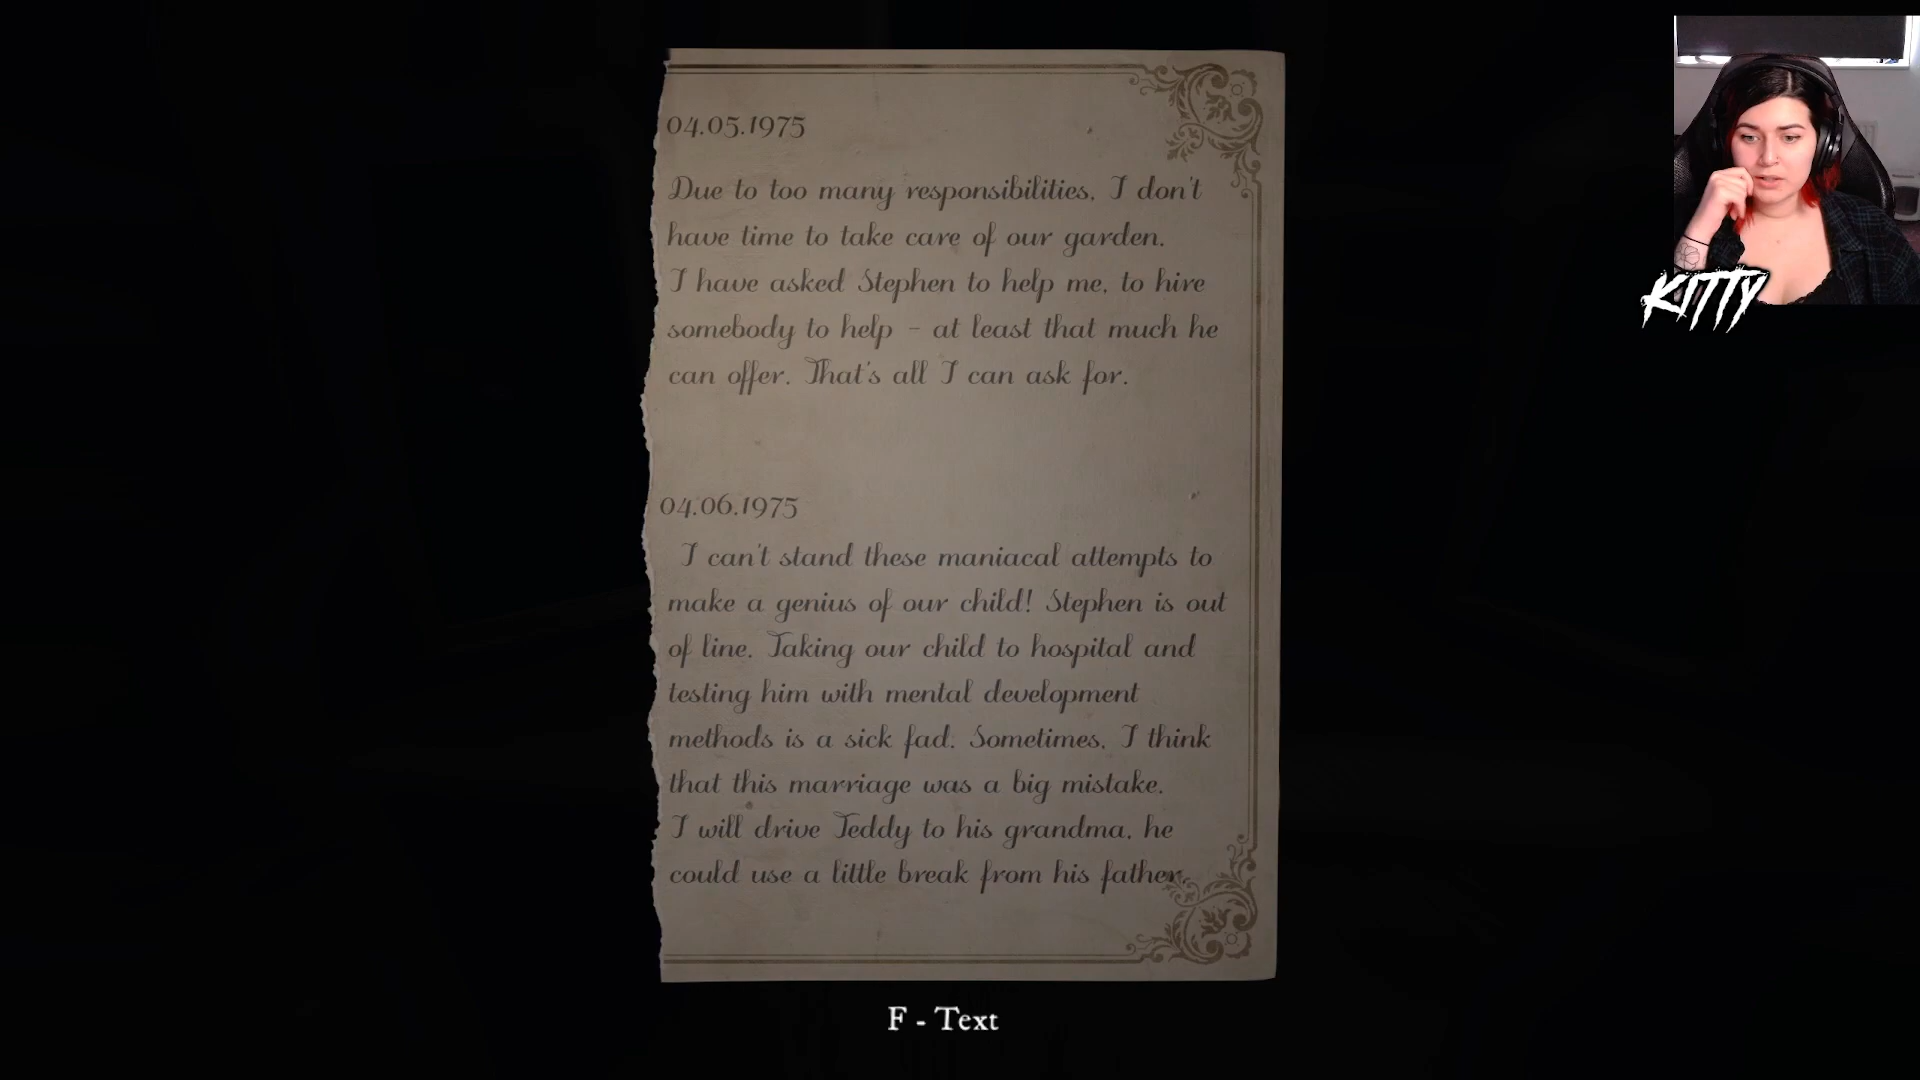 04.05.1975
Due to too many responsibilities, I don't
have time to take care of our garden.
I have asked Stephen to help me, to hire
somebody to help - at least that much he
can offer. That's all I can ask for.
04.06.1975
I can't stand these maniacal attempts to
make a genius of our child! Stephen is out
of line. Taking our child to hospital and
testing him with mental development
methods is a sick fad. Sometimes, I think
that this marriage was a big mistake.
I will drive Teddy to his grandma, he
could use a little break from his father.
F - Text
KITTY